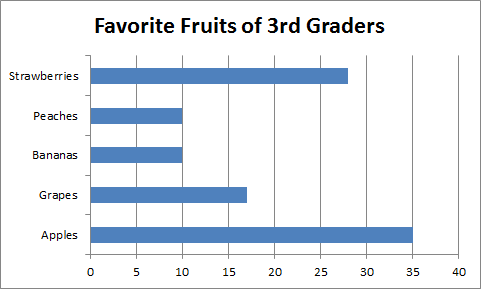 Favorite Fruits of 3rd Graders
Strawberries
Peaches
Bananas
Grapes
Apples
0 5 10 15 20 25 30 35 40